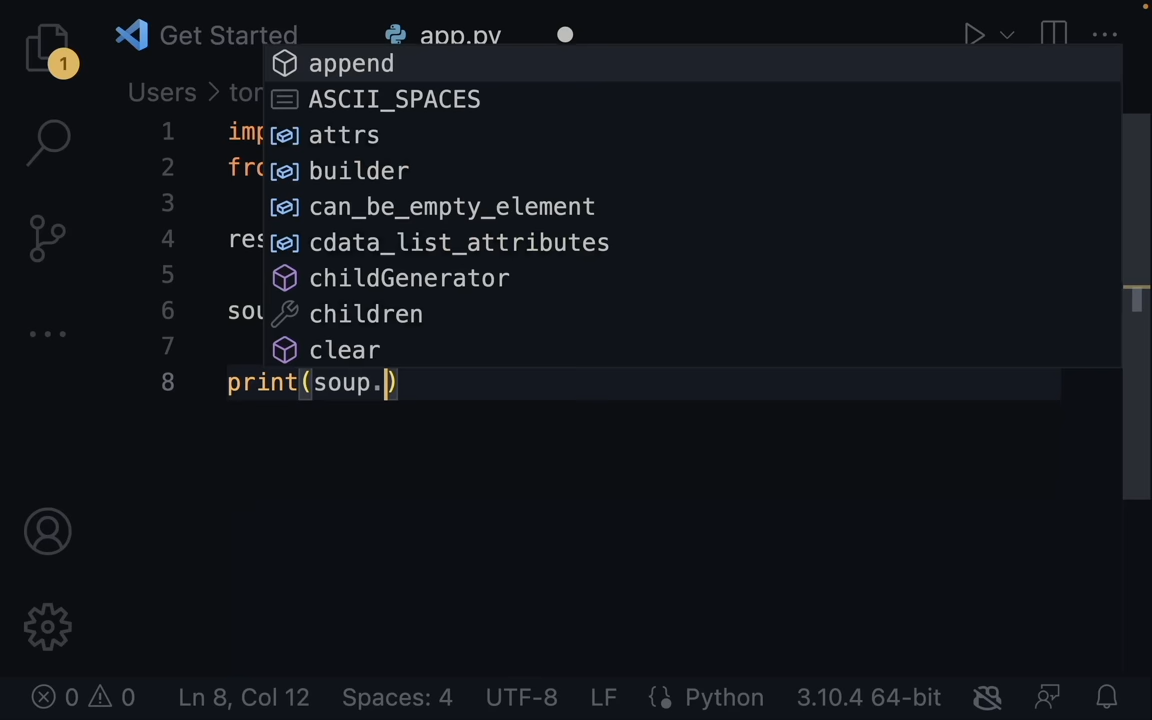 1
Get Started
app.py
Users > tor
append
ASCII_SPACES
attrs
builder
can_be_empty_element
cdata_list_attributes
childGenerator
children
clear
1 imp
2 fro
3
4 res
5
6 sou
7
8 print(soup.)
0 0 Ln 8, Col 12 Spaces: 4 UTF-8 LF Python 3.10.4 64-bit